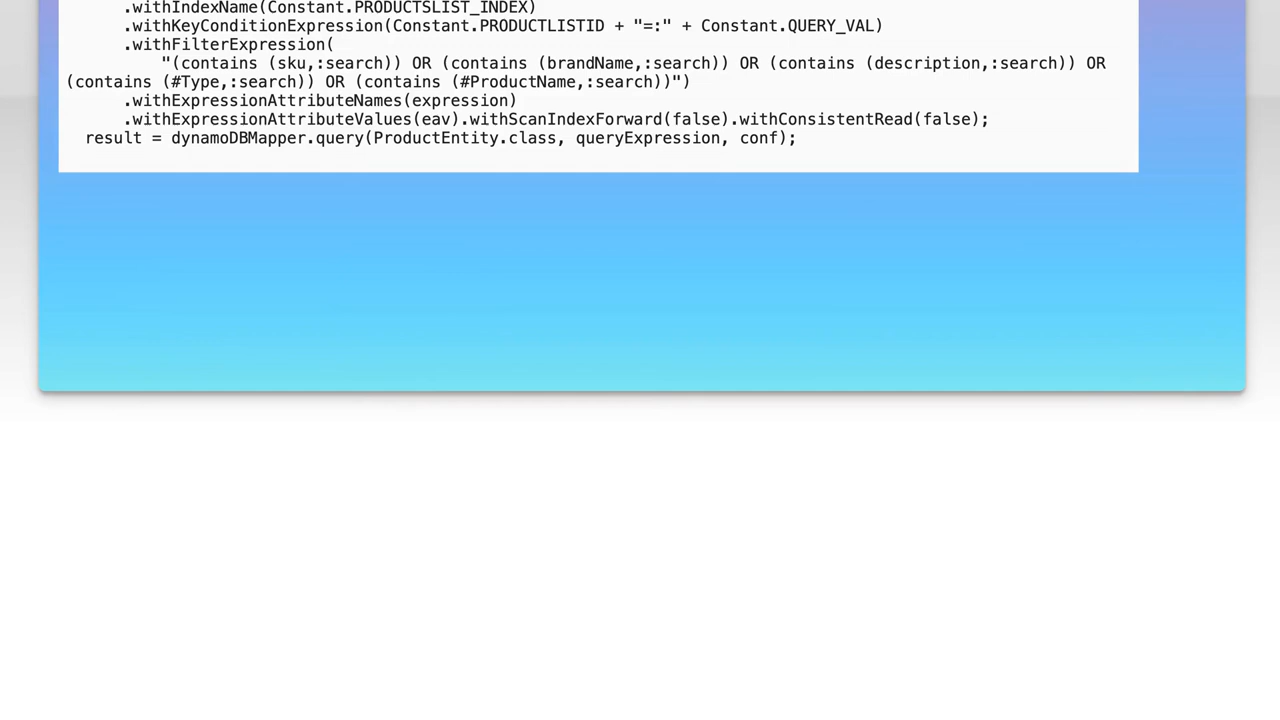 .withIndexName(Constant.PRODUCTSLIST_INDEX)
.withKeyConditionExpression(Constant.PRODUCTLISTID + "=:" + Constant.QUERY_VAL)
.withFilterExpression(
"(contains (sku,:search)) OR (contains (brandName,:search)) OR (contains (description,:search)) OR
(contains (#Type,:search)) OR (contains (#ProductName,:search))")
.withExpressionAttributeNames(expression)
.withExpressionAttributeValues(eav).withScanIndexForward(false).withConsistentRead(false);
result = dynamoDBMapper.query(ProductEntity.class, queryExpression, conf);